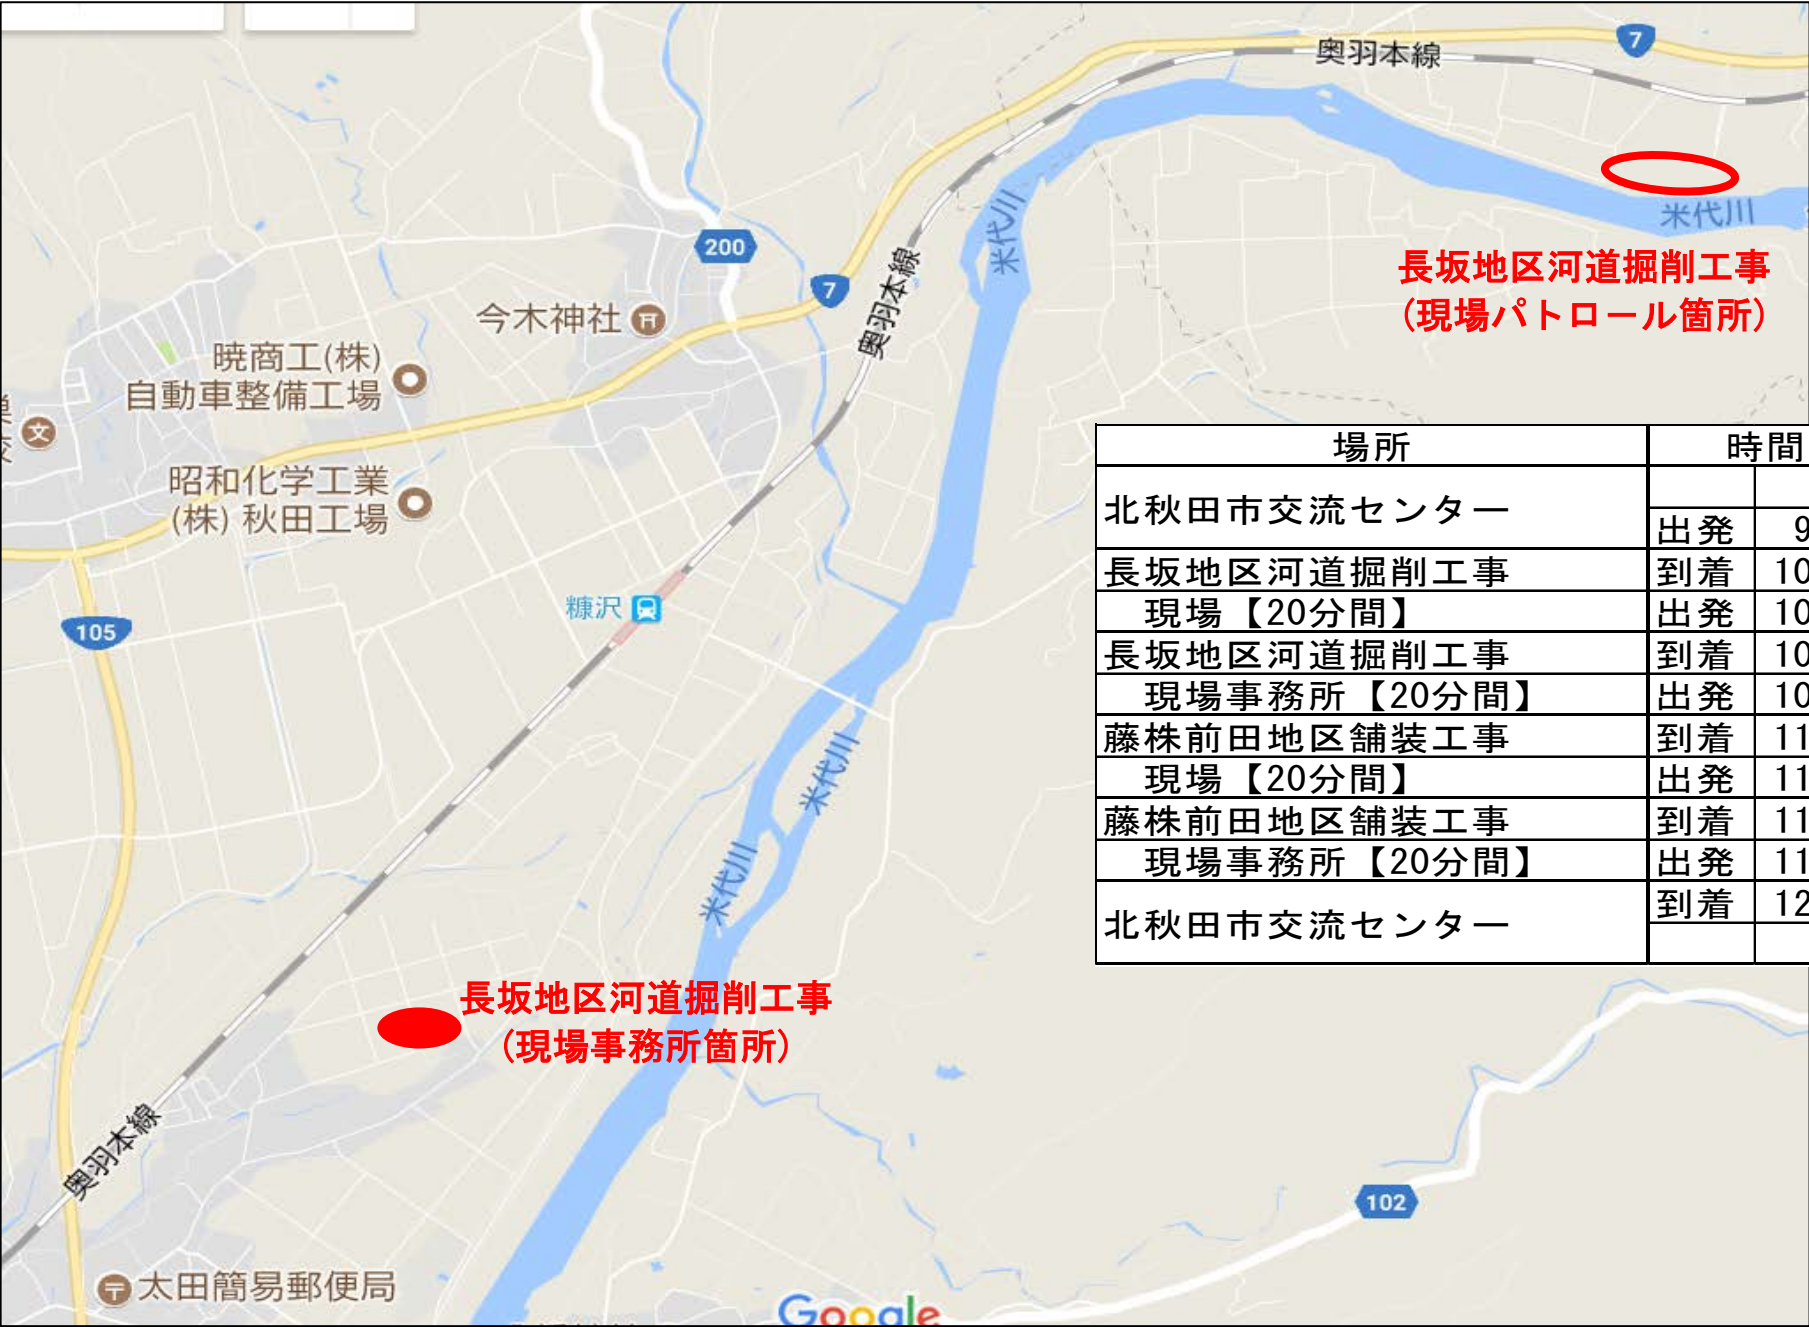 奥羽本線
7
米代川
長坂地区河道掘削工事
(現場パトロール箇所)
200
7
米代川
奥羽本線
今木神社
暁商工(株)
自動車整備工場
文
昭和化学工業
(株) 秋田工場
105
糠沢
米代川
米代川
長坂地区河道掘削工事
(現場事務所箇所)
奥羽本線
〒太田簡易郵便局
102
Google
場所 時間
北秋田市交流センター
出発 9
長坂地区河道掘削工事 到着 10
現場【20分間】 出発 10
長坂地区河道掘削工事 到着 10
現場事務所【20分間】 出発 10
藤株前田地区舗装工事 到着 11
現場【20分間】 出発 11
藤株前田地区舗装工事 到着 11
現場事務所【20分間】 出発 11
北秋田市交流センター 到着 12